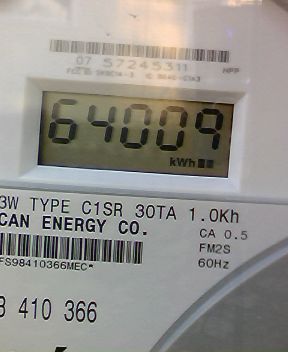 07 57245311
64009
kWh
3W TYPE C1SR 30TA 1.0Kh
CAN ENERGY CO.
CA 0.5
FM2S
FS98410366MEC*
60Hz
410 366